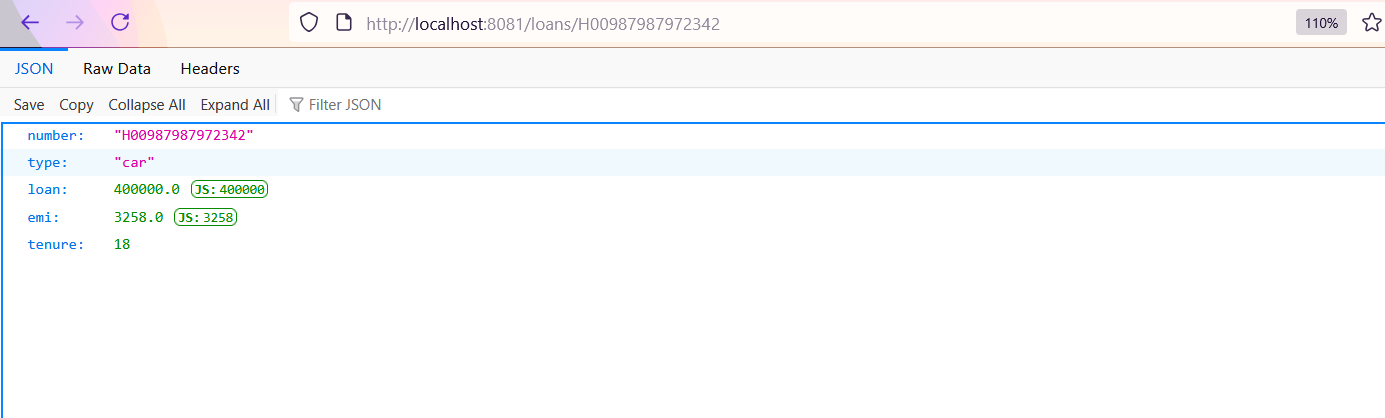 http://localhost:8081/loans/H00987987972342 110%
JSON Raw Data Headers
Save Copy Collapse All Expand All Filter JSON
number: "H00987987972342"
type: "car"
loan: 400000.0 JS: 400000
emi: 3258.0 JS: 3258
tenure: 18